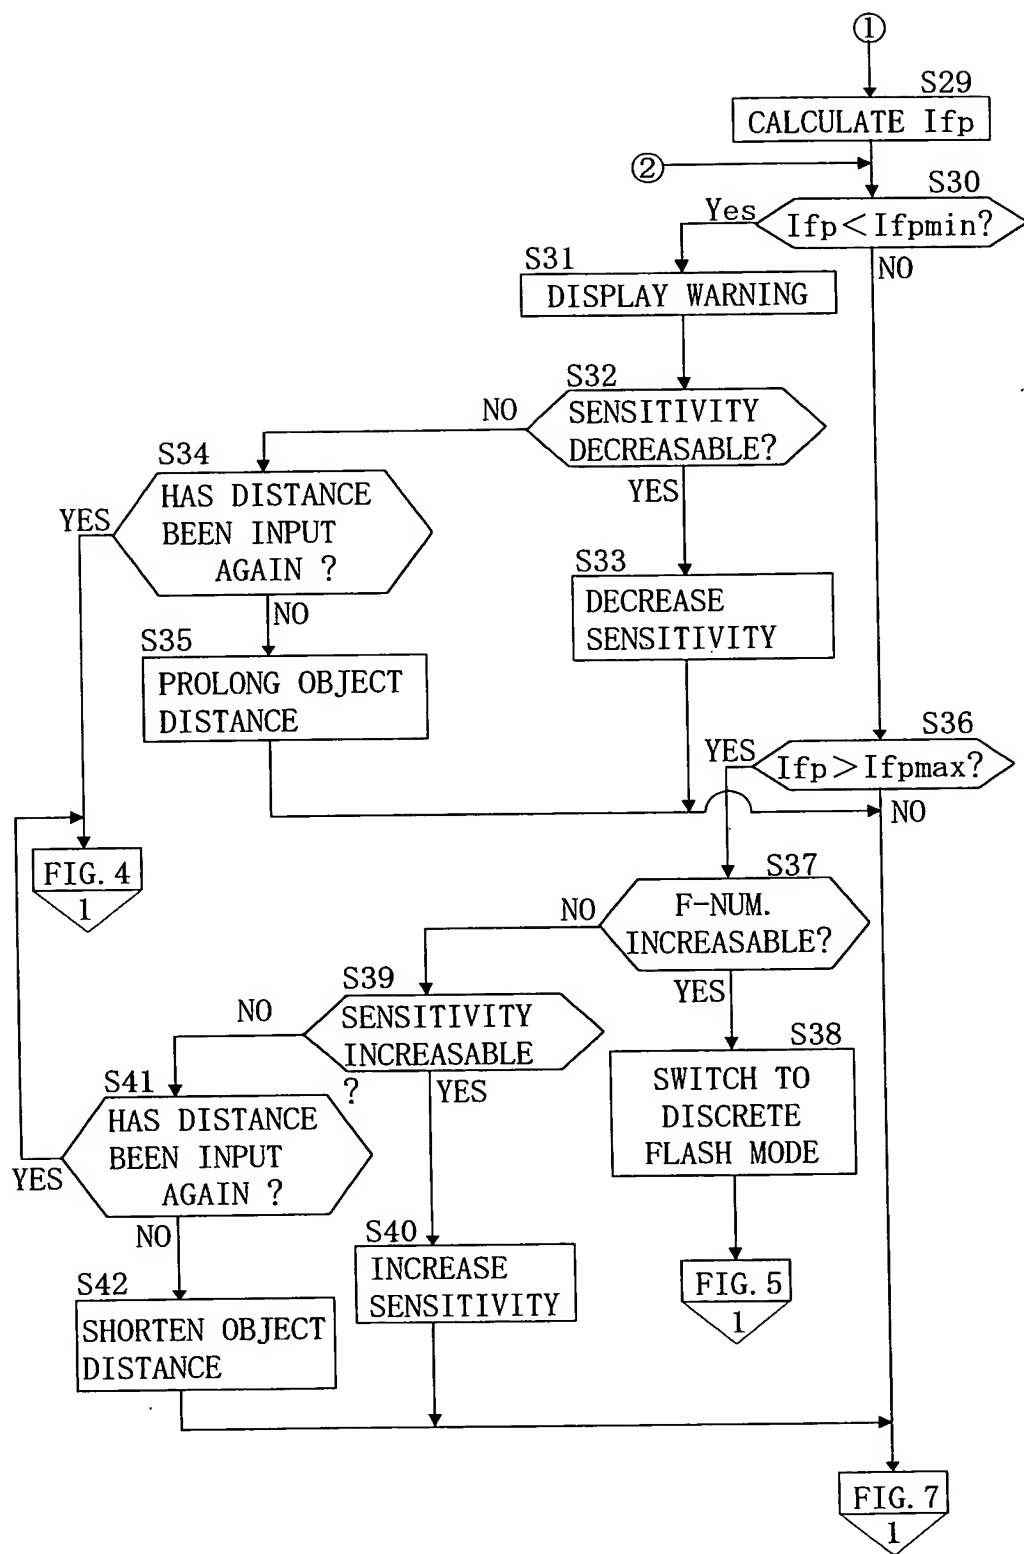 ①
S29
CALCULATE Ifp
②
S30
Yes
Ifp<Ifpmin?
NO
S31
DISPLAY WARNING
S32
NO
SENSITIVITY
DECREASABLE?
YES
S34
YES
HAS DISTANCE
BEEN INPUT
AGAIN ?
NO
S33
DECREASE
SENSITIVITY
S35
PROLONG OBJECT
DISTANCE
S36
YES
Ifp>Ifpmax?
NO
FIG. 4
1
S37
NO
F-NUM.
INCREASABLE?
YES
S39
NO
SENSITIVITY
INCREASABLE
?
YES
S38
SWITCH TO
DISCRETE
FLASH MODE
S41
HAS DISTANCE
BEEN INPUT
AGAIN ?
YES
NO
S40
INCREASE
SENSITIVITY
FIG. 5
1
S42
SHORTEN OBJECT
DISTANCE
FIG. 7
1